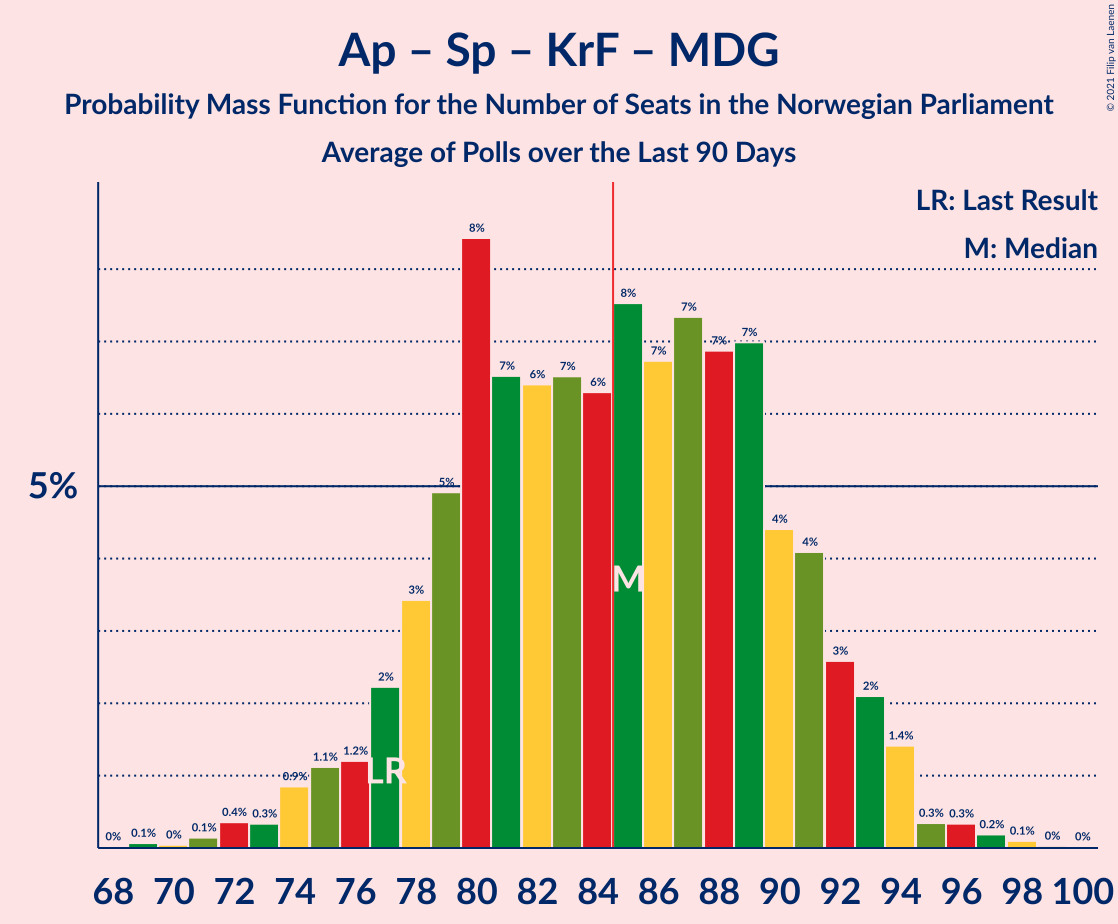 Ap – Sp – KrF – MDG
Probability Mass Function for the Number of Seats in the Norwegian Parliament
Average of Polls over the Last 90 Days
© 2021 Filip van Laenen
LR: Last Result
M: Median
5%
0% 0.1% 0% 0.1% 0.4% 0.3% 0.9% 1.1% 1.2% 2% 3% 5% 8% 7% 6% 7% 6% 8% 7% 7% 7% 7% 4% 4% 3% 2% 1.4% 0.3% 0.3% 0.2% 0.1% 0% 0%
LR
M
68 70 72 74 76 78 80 82 84 86 88 90 92 94 96 98 100